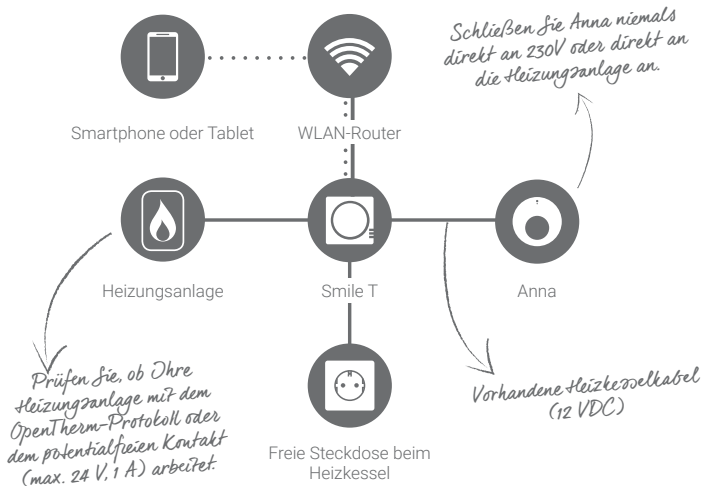 Schließen Sie Anna niemals
direkt an 230V oder direkt an
die Heizungsanlage an.
Smartphone oder Tablet
WLAN-Router
Heizungsanlage
Smile T
Anna
Prüfen Sie, ob Ihre
Heizungsanlage mit dem
OpenTherm-Protokoll oder
dem potentialfreien Kontakt
(max. 24 V, 1 A) arbeitet.
Vorhandene Heizkesselkabel
(12 VDC)
Freie Steckdose beim
Heizkessel